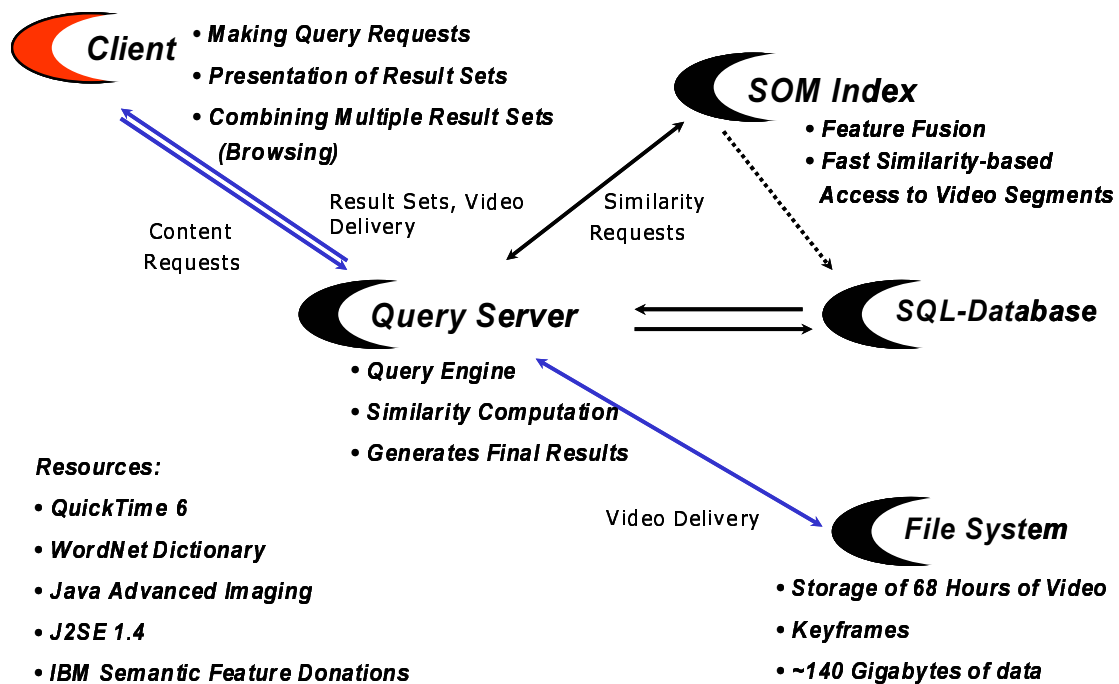 Client
• Making Query Requests
• Presentation of Result Sets
• Combining Multiple Result Sets
(Browsing)
SOM Index
• Feature Fusion
• Fast Similarity-based
Access to Video Segments
Content
Requests
Result Sets, Video
Delivery
Similarity
Requests
Query Server
• Query Engine
• Similarity Computation
• Generates Final Results
SQL-Database
Resources:
• QuickTime 6
• WordNet Dictionary
• Java Advanced Imaging
• J2SE 1.4
• IBM Semantic Feature Donations
Video Delivery
File System
• Storage of 68 Hours of Video
• Keyframes
• ~140 Gigabytes of data